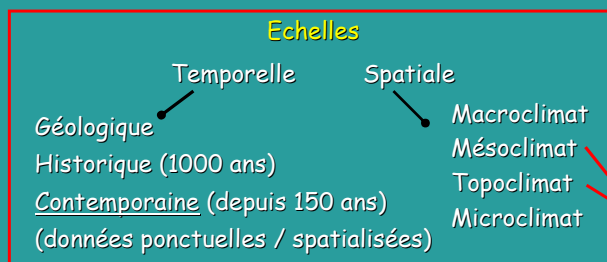 Echelles
Temporelle
Spatiale
Géologique
Historique (1000 ans)
Contemporaine (depuis 150 ans)
(données ponctuelles / spatialisées)
Macroclimat
Mésoclimat
Topoclimat
Microclimat